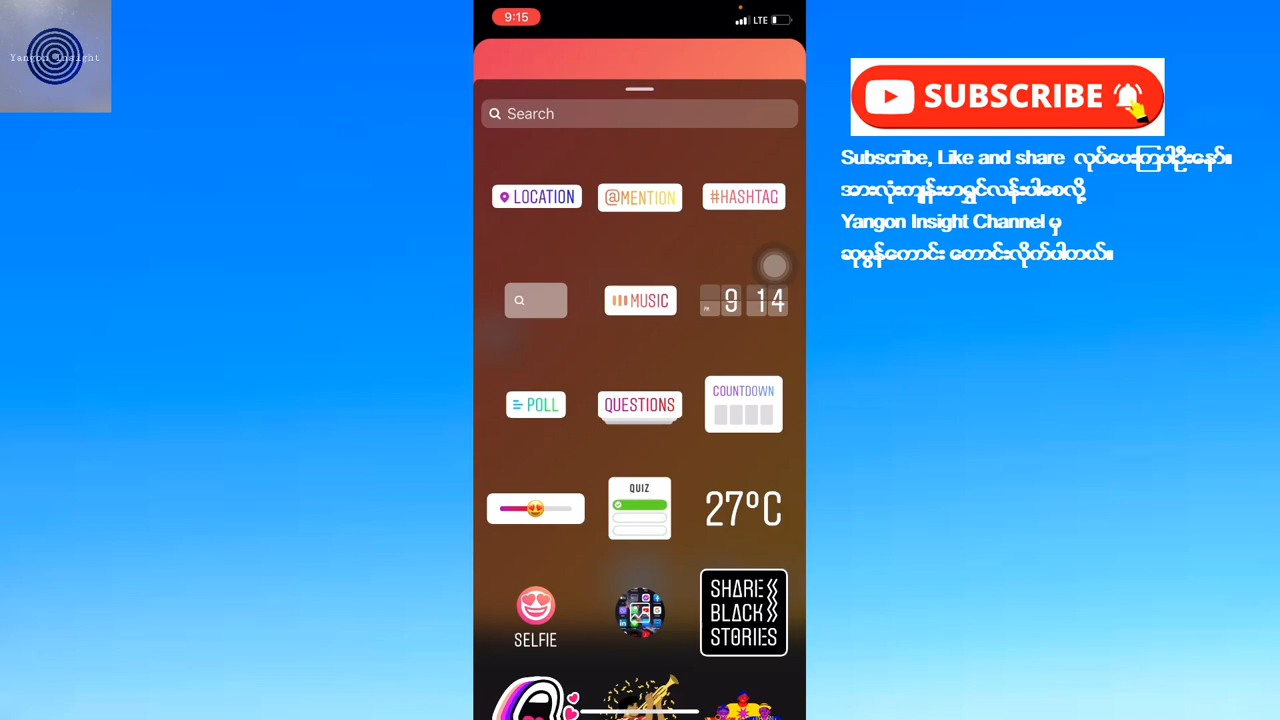 Yangon Insight
9:15
LTE
Search
LOCATION
@MENTION
#HASHTAG
MUSIC
9 14
POLL
QUESTIONS
COUNTDOWN
QUIZ
27°C
SELFIE
SHARE
BLACK
STORIES
SUBSCRIBE
Subscribe, Like and share လုပ်ပေးကြပါဦးနော်။
အားလုံးကျန်းမာရွှင်လန်းပါစေလို့
Yangon Insight Channel မှ
ဆုမွန်ကောင်း တောင်းလိုက်ပါတယ်။